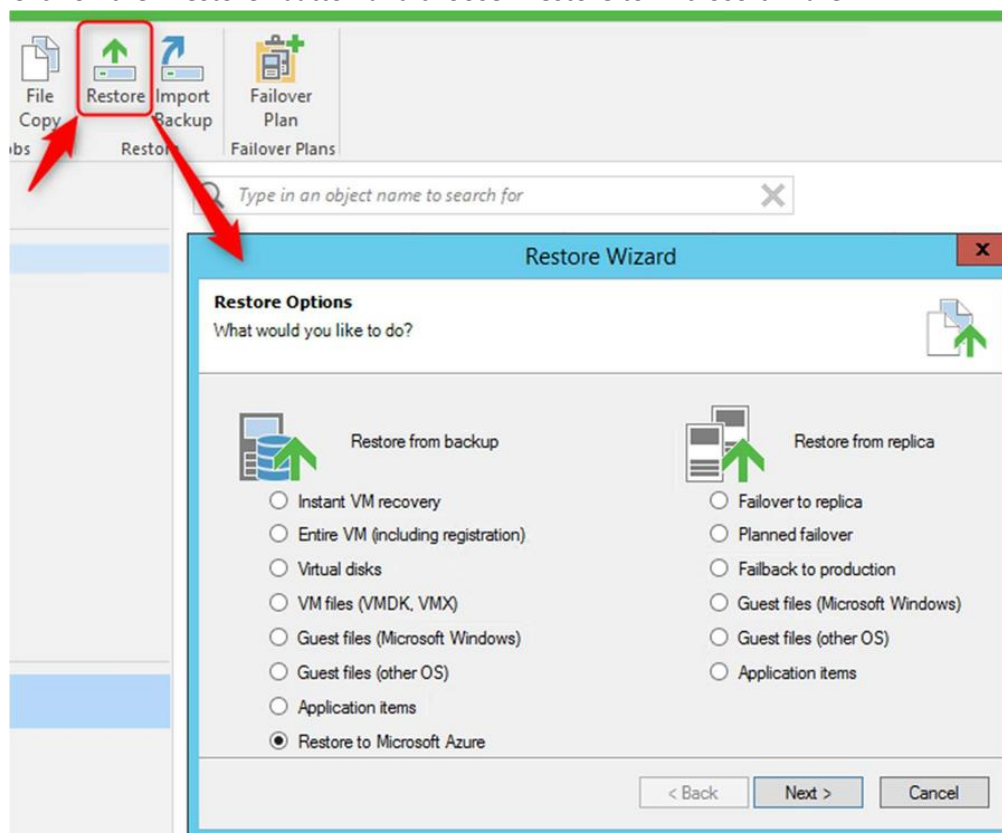 File
Copy
Restore
Import
Backup
Failover
Plan
Restore
Failover Plans
Type in an object name to search for
Restore Wizard
x
Restore Options
What would you like to do?
Restore from backup
Restore from replica
Instant VM recovery
Failover to replica
Entire VM (including registration)
Planned failover
Virtual disks
Failback to production
VM files (VMDK, VMX)
Guest files (Microsoft Windows)
Guest files (Microsoft Windows)
Guest files (other OS)
Guest files (other OS)
Application items
Application items
Restore to Microsoft Azure
< Back
Next >
Cancel